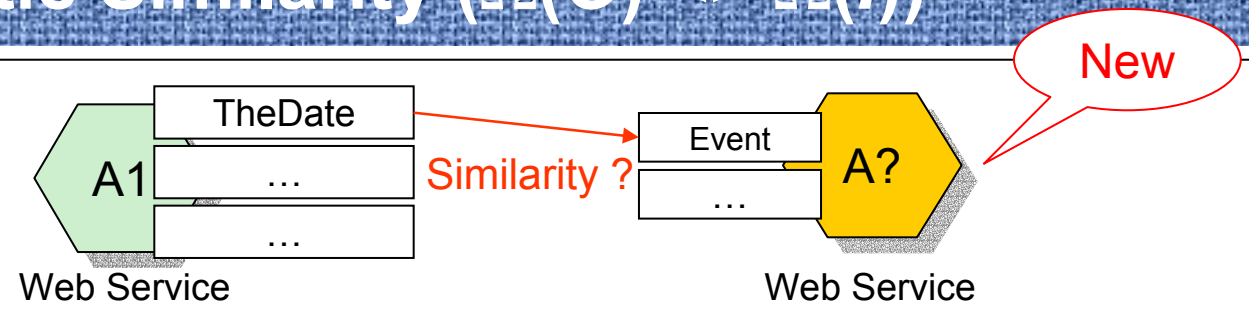 New
TheDate
Event
A1
A?
Similarity ?
…
…
…
Web Service
Web Service